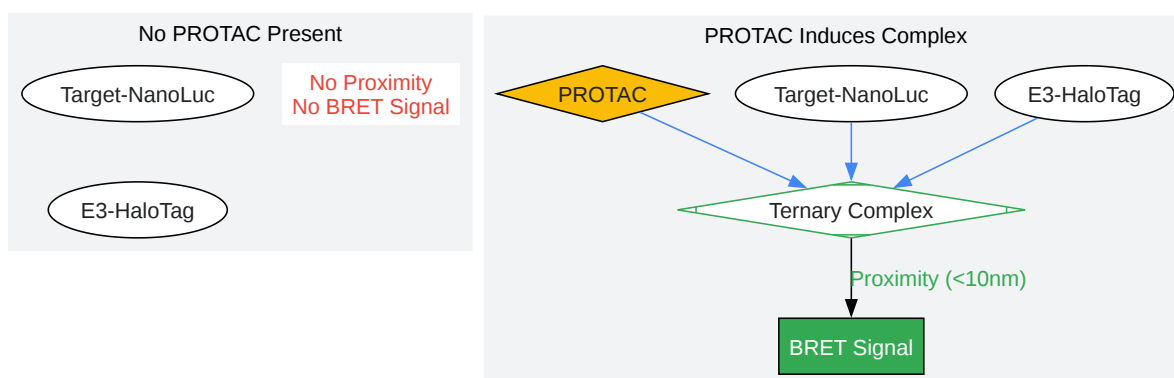 No PROTAC Present
Target-NanoLuc
No Proximity
No BRET Signal
E3-HaloTag
PROTAC Induces Complex
PROTAC
Target-NanoLuc
E3-HaloTag
Ternary Complex
Proximity (<10nm)
BRET Signal